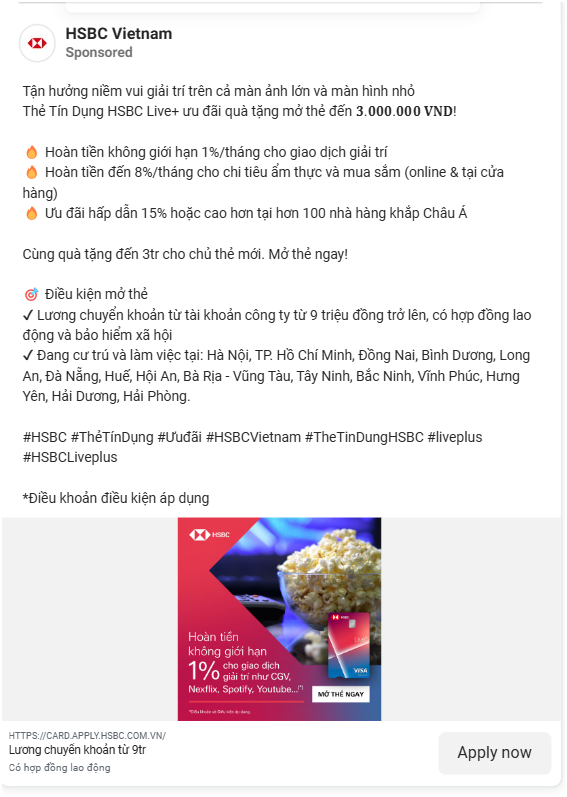 HSBC Vietnam
Sponsored
Tận hưởng niềm vui giải trí trên cả màn ảnh lớn và màn hình nhỏ
Thẻ Tín Dụng HSBC Live+ ưu đãi quà tặng mở thẻ đến 3.000.000 VND!
🔥 Hoàn tiền không giới hạn 1%/tháng cho giao dịch giải trí
🔥 Hoàn tiền đến 8%/tháng cho chi tiêu ẩm thực và mua sắm (online & tại cửa
hàng)
🔥 Ưu đãi hấp dẫn 15% hoặc cao hơn tại hơn 100 nhà hàng khắp Châu Á
Cùng quà tặng đến 3tr cho chủ thẻ mới. Mở thẻ ngay!
🎯 Điều kiện mở thẻ
✓ Lương chuyển khoản từ tài khoản công ty từ 9 triệu đồng trở lên, có hợp đồng lao
động và bảo hiểm xã hội
✓ Đang cư trú và làm việc tại: Hà Nội, TP. Hồ Chí Minh, Đồng Nai, Bình Dương, Long
An, Đà Nẵng, Huế, Hội An, Bà Rịa - Vũng Tàu, Tây Ninh, Bắc Ninh, Vĩnh Phúc, Hưng
Yên, Hải Dương, Hải Phòng.
#HSBC #ThẻTínDụng #Ưuđãi #HSBCVietnam #TheTinDungHSBC #liveplus
#HSBCLiveplus
*Điều khoản điều kiện áp dụng
HSBC
Hoàn tiền
không giới hạn
1% cho giao dịch
giải trí như CGV,
Nexflix, Spotify, Youtube...(*)
HSBC
Live+
VISA
MỞ THẺ NGAY
*Điều khoản và Điều kiện áp dụng.
HTTPS://CARD.APPLY.HSBC.COM.VN/
Lương chuyển khoản từ 9tr
Có hợp đồng lao động
Apply now